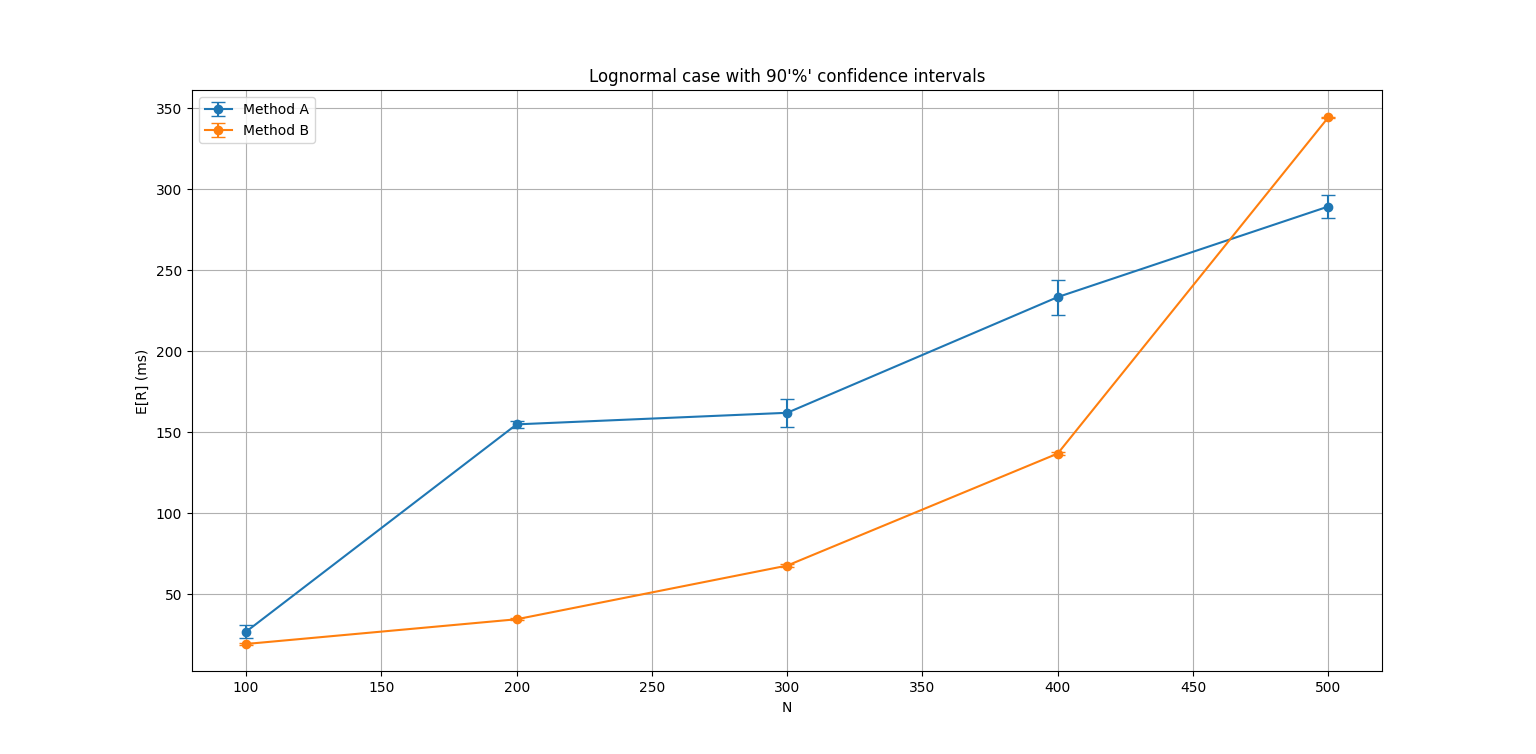 Lognormal case with 90'%' confidence intervals
Method A
Method B
350
300
250
200
150
100
50
E[R] (ms)
100 150 200 250 300 350 400 450 500
N